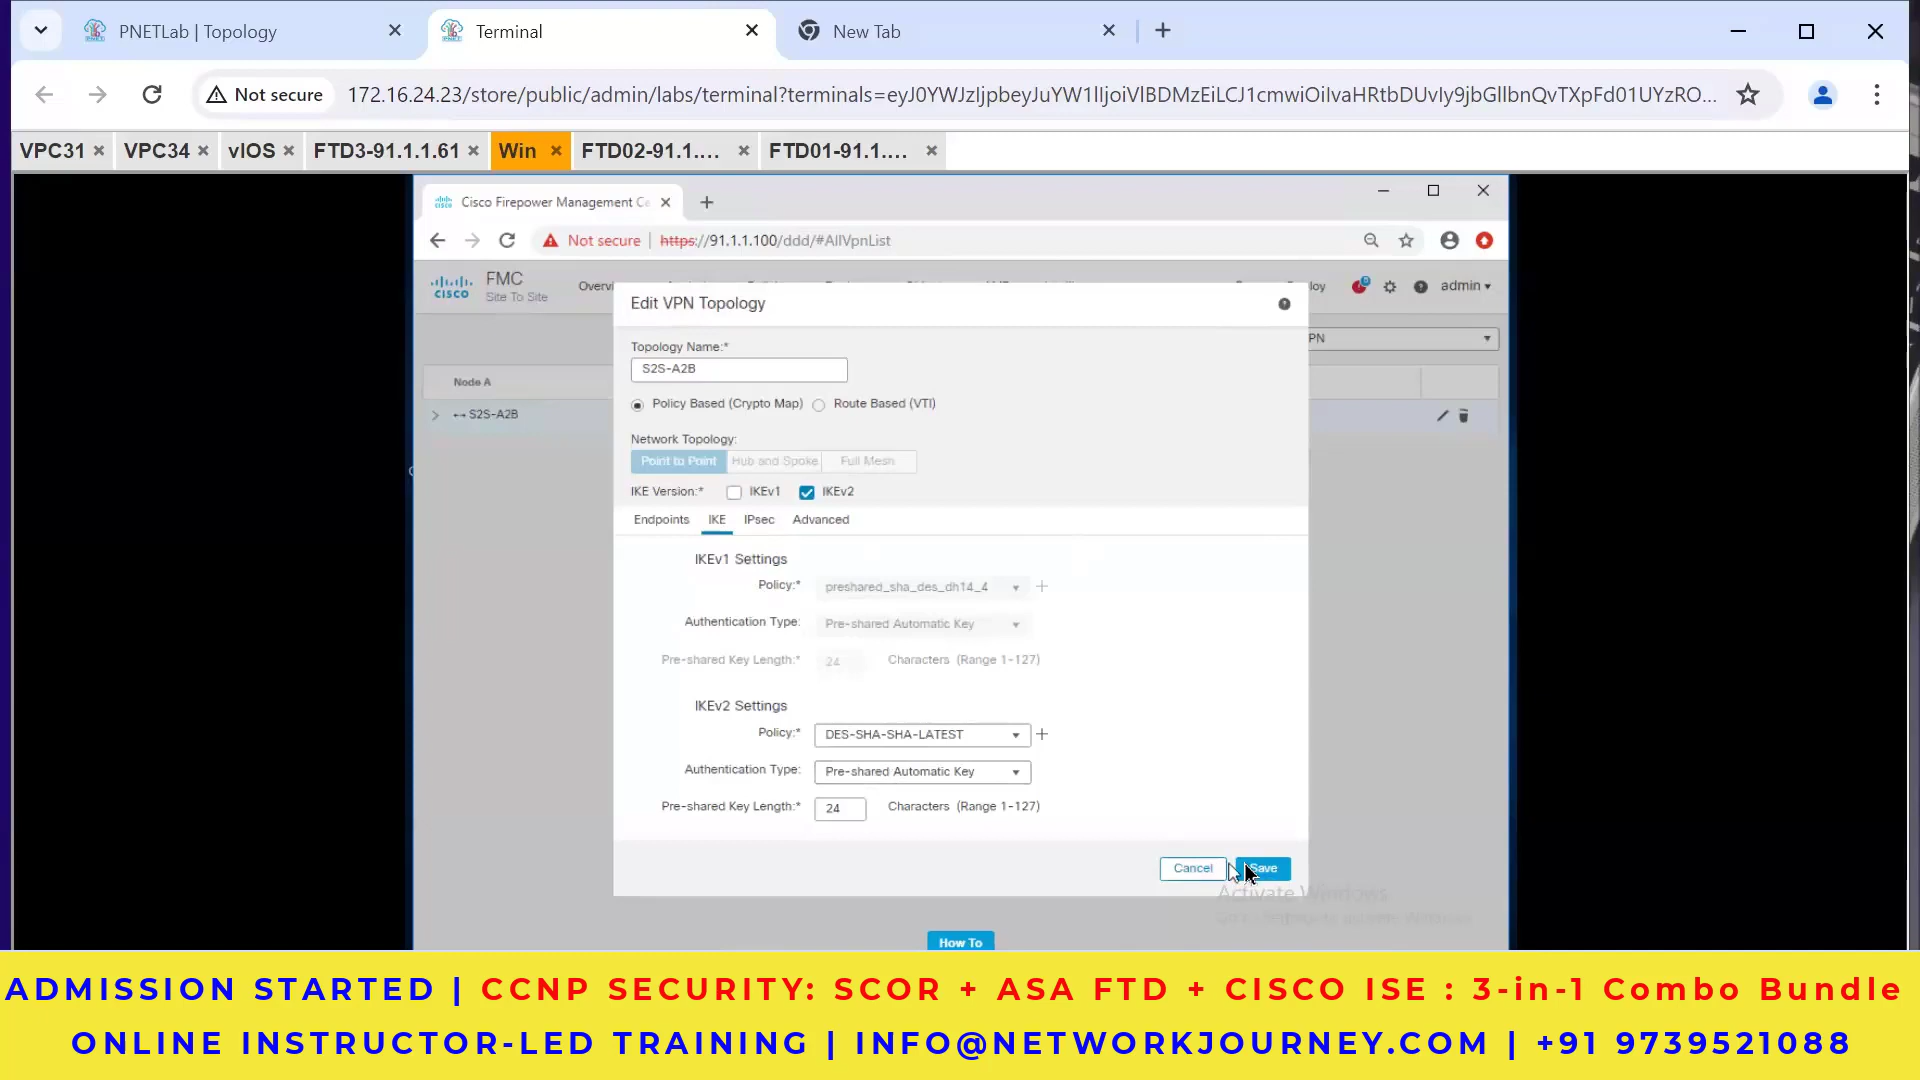 PNETLab | Topology
Terminal
New Tab
Not secure
172.16.24.23/store/public/admin/labs/terminal?terminals=
VPC31
VPC34
vIOS
FTD3-91.1.1.61
Win
FTD02-91.1....
FTD01-91.1....
Cisco Firepower Management Ce
Not secure
https://91.1.1.100/ddd/#AllVpnList
CISCO
FMC
Site To Site
Overvi
loy
admin
Edit VPN Topology
Topology Name:*
S2S-A2B
PN
Node A
S2S-A2B
Policy Based (Crypto Map)
Route Based (VTI)
Network Topology:
Point to Point
Hub and Spoke
Full Mesh
IKE Version:*
IKEv1
IKEv2
Endpoints
IKE
IPsec
Advanced
IKEv1 Settings
Policy:*
preshared_sha_des_dh14_4
Authentication Type:
Pre-shared Automatic Key
Pre-shared Key Length:*
24
Characters (Range 1-127)
IKEv2 Settings
Policy:*
DES-SHA-SHA-LATEST
Authentication Type:
Pre-shared Automatic Key
Pre-shared Key Length:*
24
Characters (Range 1-127)
Cancel
Save
Activate Windows
How To
ADMISSION STARTED | CCNP SECURITY: SCOR + ASA FTD + CISCO ISE : 3-in-1 Combo Bundle
ONLINE INSTRUCTOR-LED TRAINING | INFO@NETWORKJOURNEY.COM | +91 9739521088